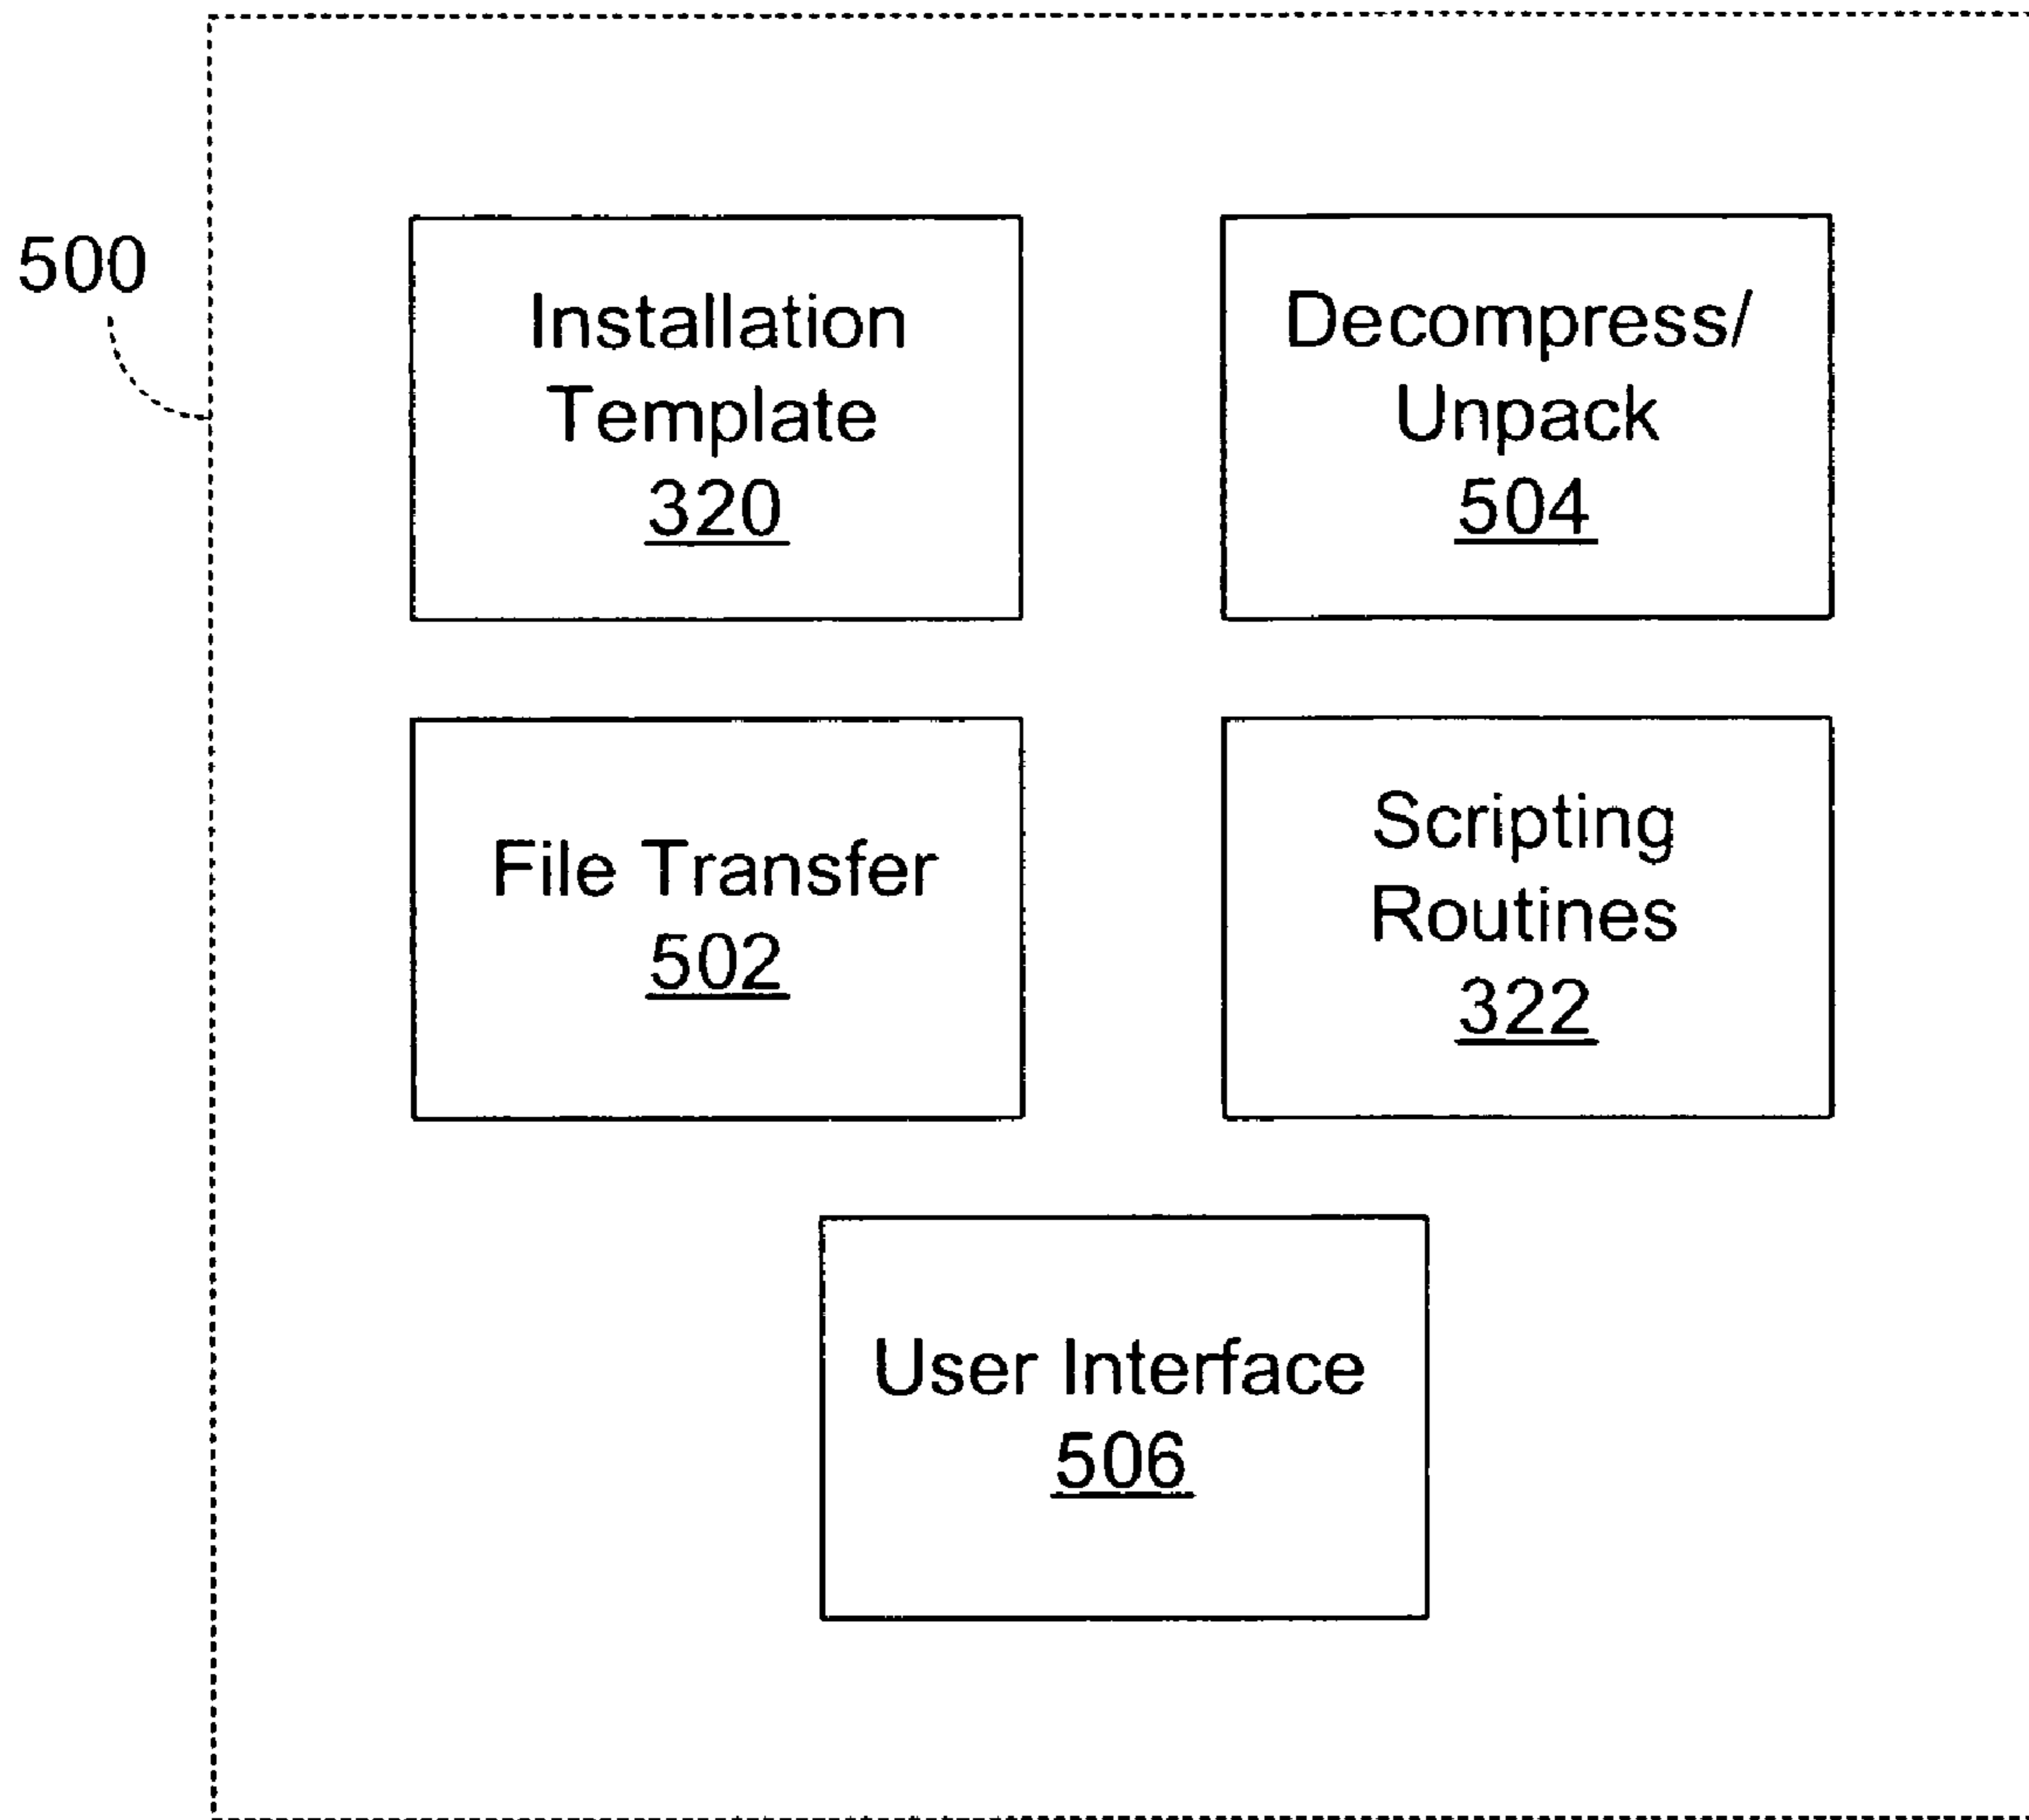 500
Installation
Template
320
Decompress/
Unpack
504
File Transfer
502
Scripting
Routines
322
User Interface
506